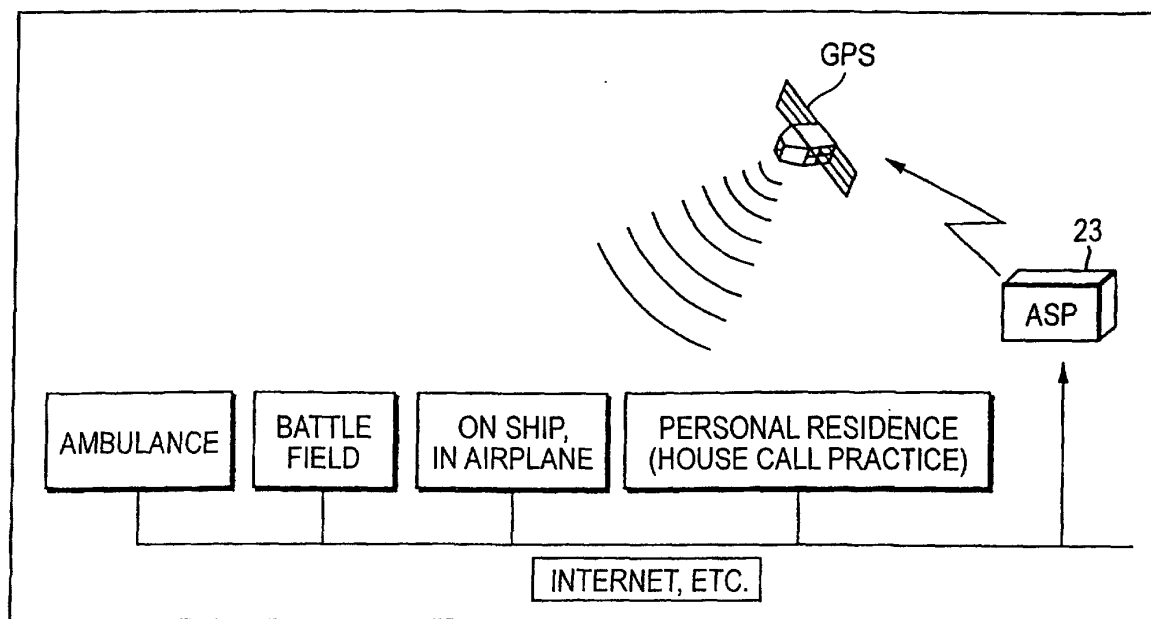 GPS
23
ASP
AMBULANCE
BATTLE
FIELD
ON SHIP,
IN AIRPLANE
PERSONAL RESIDENCE
(HOUSE CALL PRACTICE)
INTERNET, ETC.